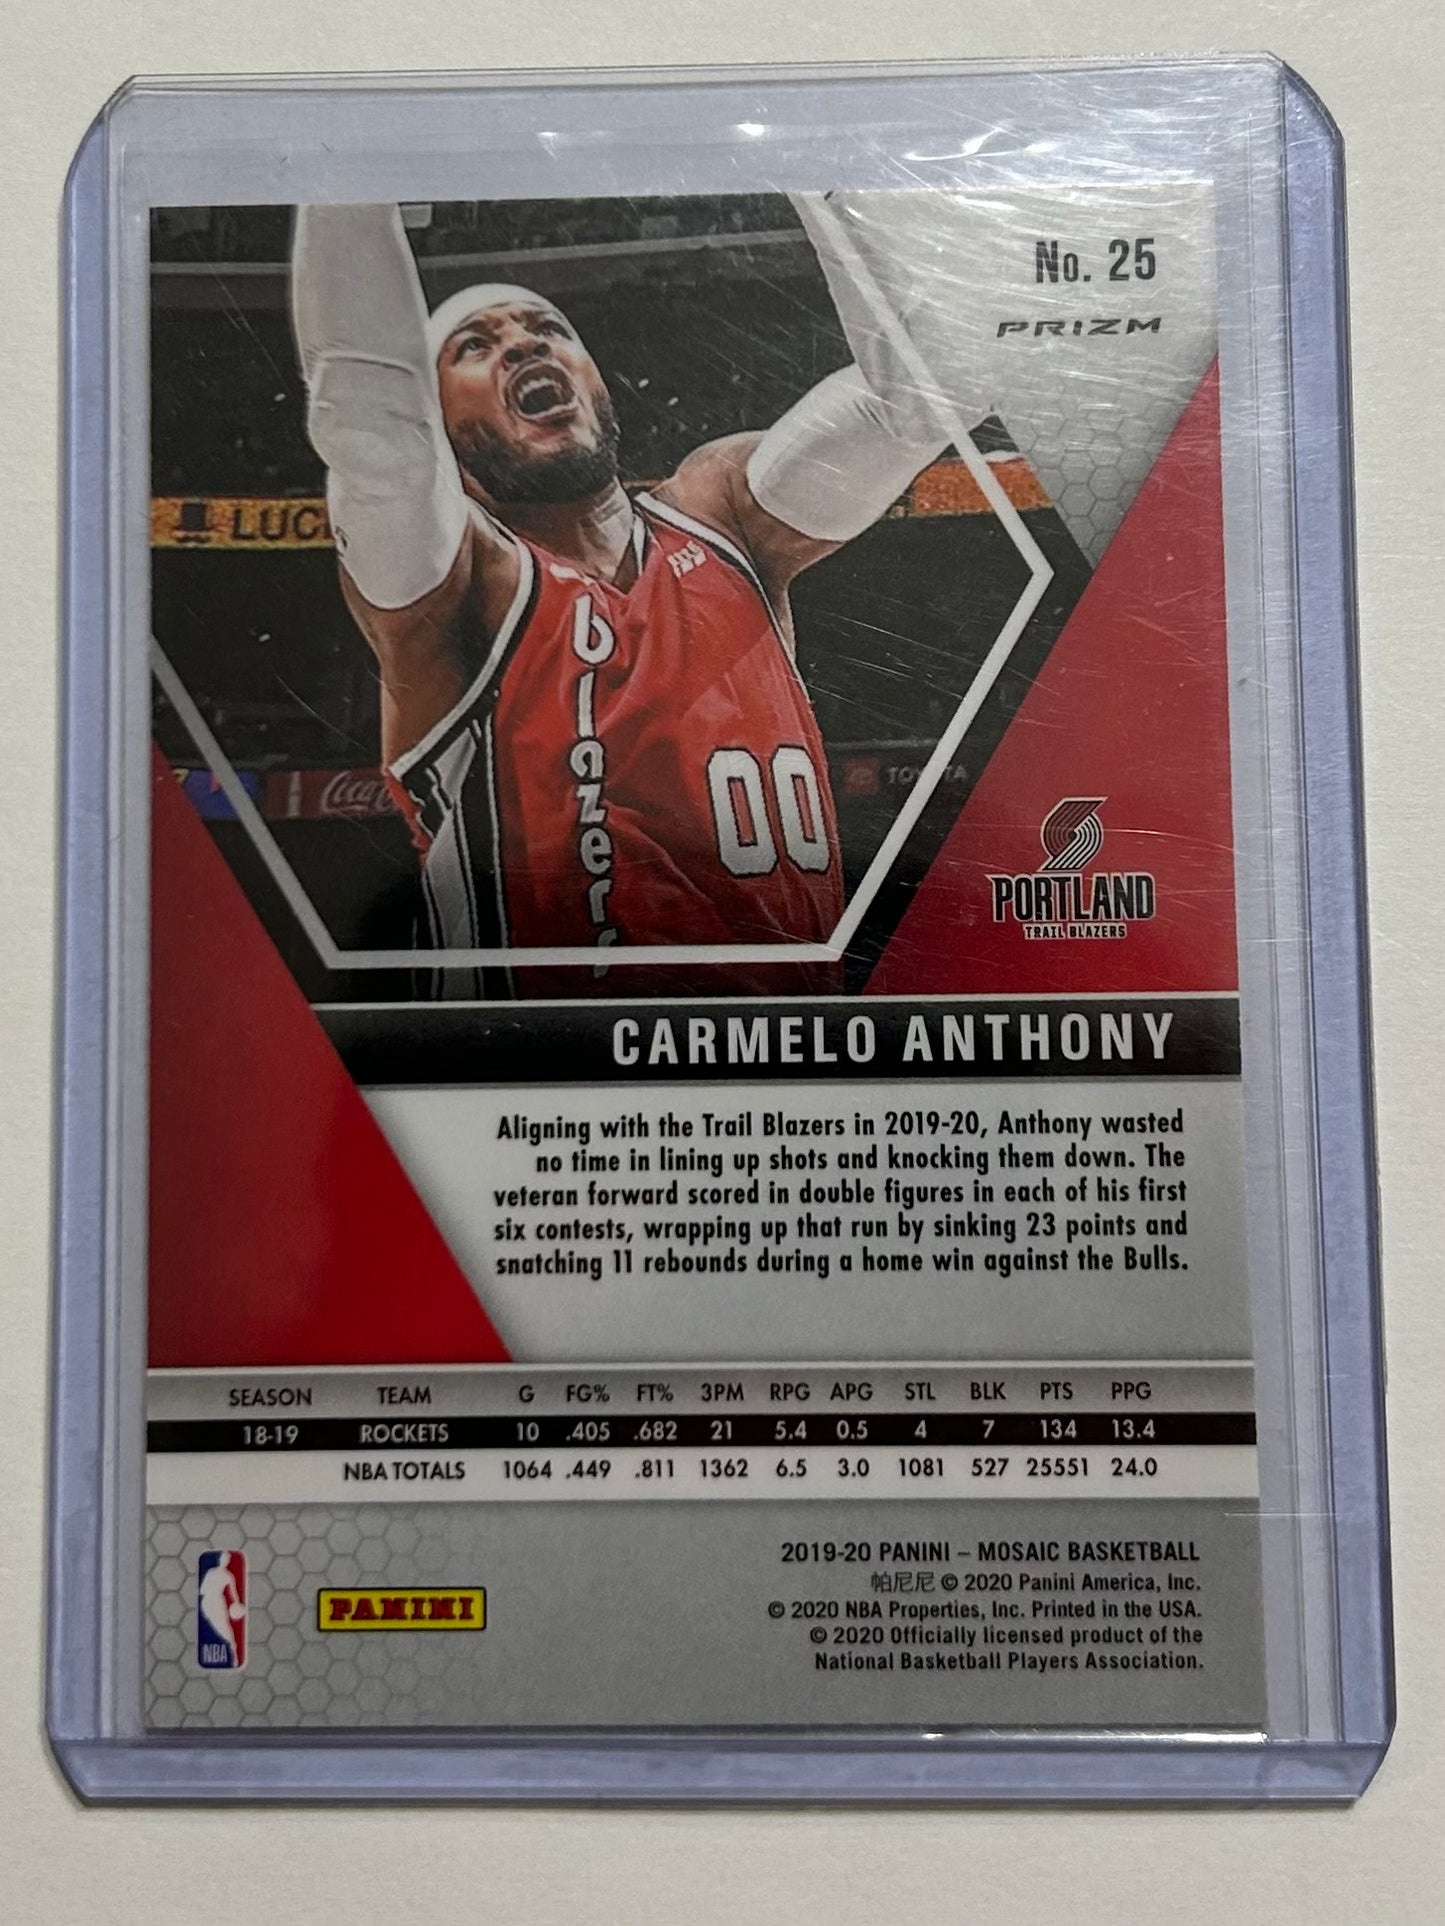 No. 25
PRIZM
LUC
blazers
00
Coca-C
TOYOTA
PORTLAND
TRAIL BLAZERS
CARMELO ANTHONY
Aligning with the Trail Blazers in 2019-20, Anthony wasted
no time in lining up shots and knocking them down. The
veteran forward scored in double figures in each of his first
six contests, wrapping up that run by sinking 23 points and
snatching 11 rebounds during a home win against the Bulls.
SEASON TEAM G FG% FT% 3PM RPG APG STL BLK PTS PPG
18-19 ROCKETS 10 .405 .682 21 5.4 0.5 4 7 134 13.4
NBA TOTALS 1064 .449 .811 1362 6.5 3.0 1081 527 25551 24.0
NBA
PANINI
2019-20 PANINI – MOSAIC BASKETBALL
帕尼尼 © 2020 Panini America, Inc.
© 2020 NBA Properties, Inc. Printed in the USA.
© 2020 Officially licensed product of the
National Basketball Players Association.